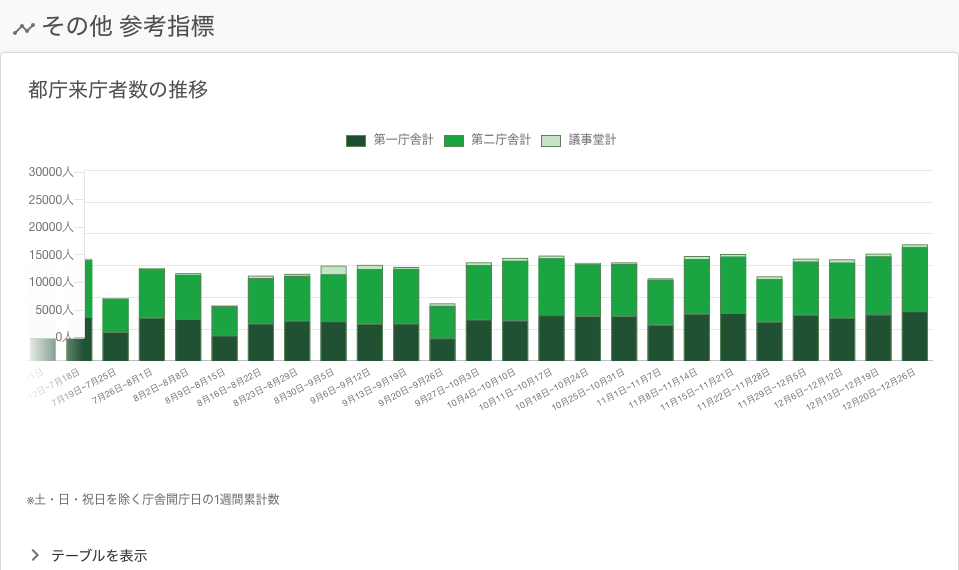 その他 参考指標
都庁来庁者数の推移
第一庁舎計 第二庁舎計 議事堂計
30000人
25000人
20000人
15000人
10000人
5000人
0人
7月19日~7月25日
7月26日~8月1日
8月2日~8月8日
8月9日~8月15日
8月16日~8月22日
8月23日~8月29日
8月30日~9月5日
9月6日~9月12日
9月13日~9月19日
9月20日~9月26日
9月27日~10月3日
10月4日~10月10日
10月11日~10月17日
10月18日~10月24日
10月25日~10月31日
11月1日~11月7日
11月8日~11月14日
11月15日~11月21日
11月22日~11月28日
11月29日~12月5日
12月6日~12月12日
12月13日~12月19日
12月20日~12月26日
※土・日・祝日を除く庁舎開庁日の1週間累計数
テーブルを表示